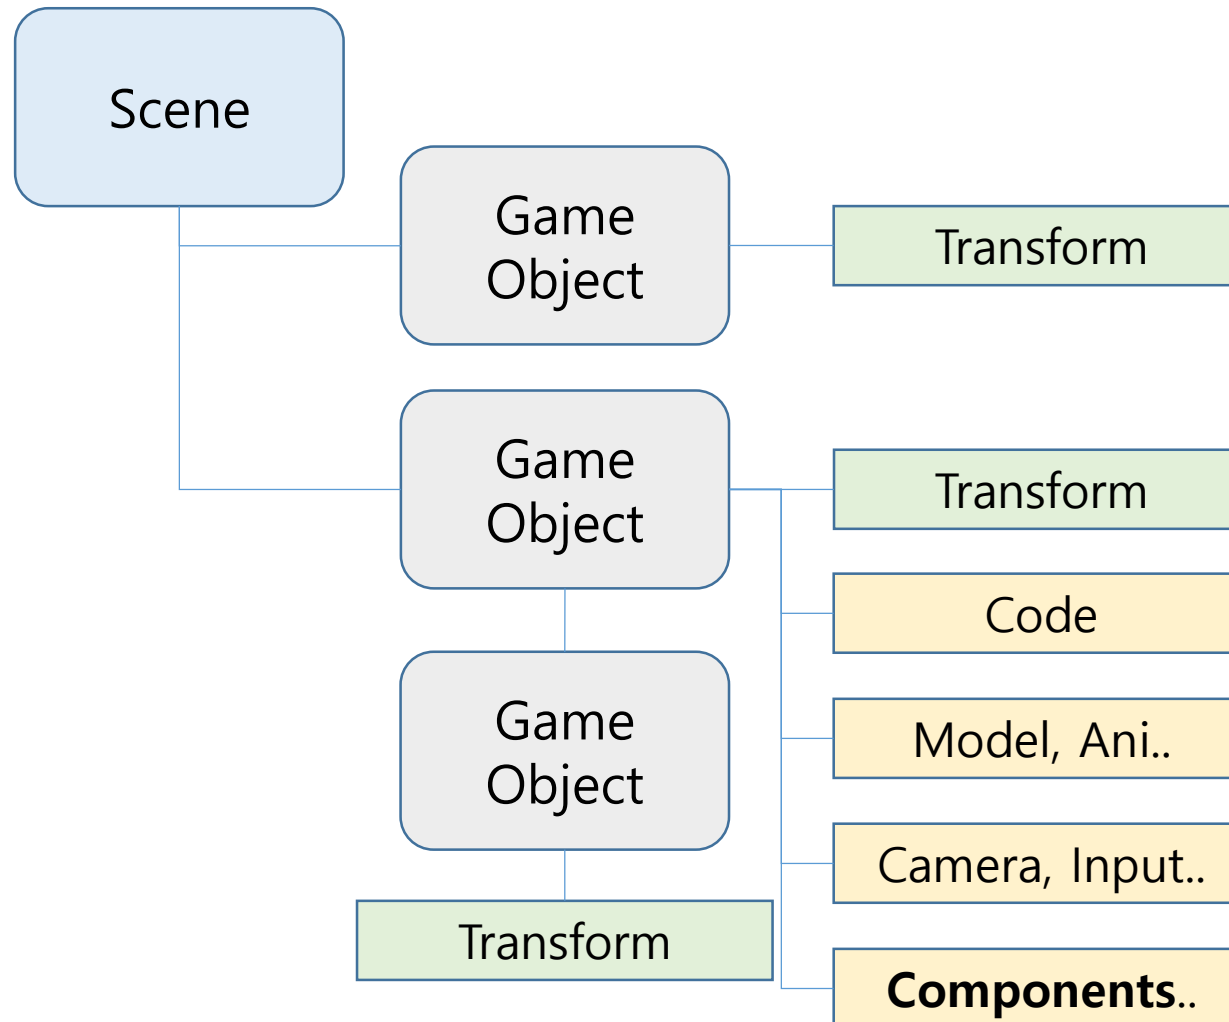 Scene
Game
Object
Transform
Game
Object
Transform
Code
Model, Ani..
Camera, Input..
Components..
Game
Object
Transform